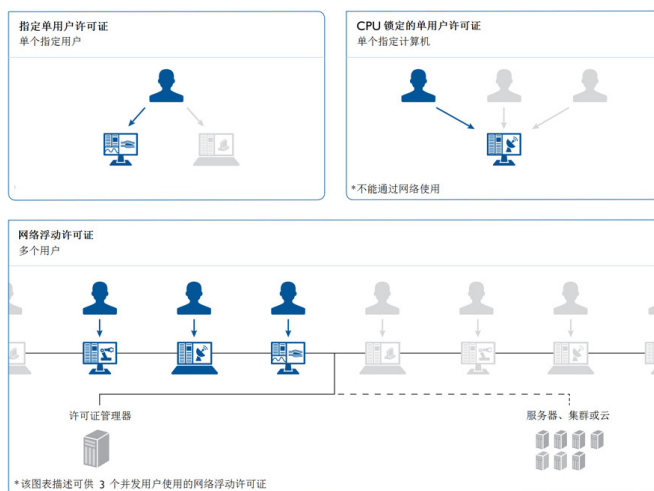 指定单用户许可证
单个指定用户
CPU 锁定的单用户许可证
单个指定计算机
*不能通过网络使用
网络浮动许可证
多个用户
许可证管理器
服务器、集群或云
*该图表描述可供 3 个并发用户使用的网络浮动许可证